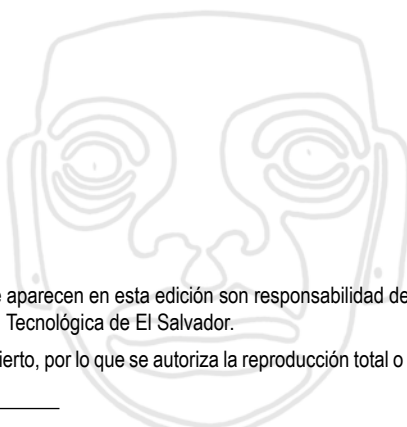 aparecen en esta edición son responsabilidad de
Tecnológica de El Salvador.
por lo que se autoriza la reproducción total o